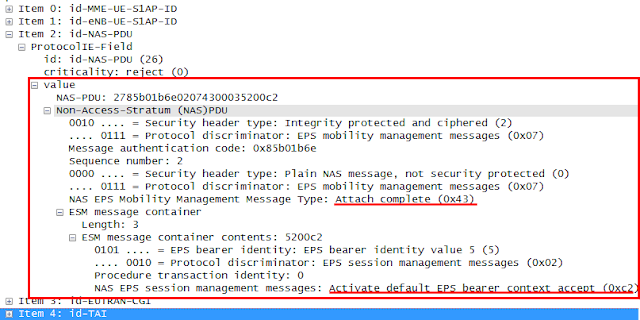 Item 0: id-MME-UE-S1AP-ID
Item 1: id-eNB-UE-S1AP-ID
Item 2: id-NAS-PDU
ProtocolIE-Field
id: id-NAS-PDU (26)
criticality: reject (0)
value
NAS-PDU: 2785b01b6e02074300035200c2
Non-Access-Stratum (NAS)PDU
0010 .... = Security header type: Integrity protected and ciphered (2)
.... 0111 = Protocol discriminator: EPS mobility management messages (0x07)
Message authentication code: 0x85b01b6e
Sequence number: 2
0000 .... = Security header type: Plain NAS message, not security protected (0)
.... 0111 = Protocol discriminator: EPS mobility management messages (0x07)
NAS EPS Mobility Management Message Type: Attach complete (0x43)
ESM message container
Length: 3
ESM message container contents: 5200c2
0101 .... = EPS bearer identity: EPS bearer identity value 5 (5)
.... 0010 = Protocol discriminator: EPS session management messages (0x02)
Procedure transaction identity: 0
NAS EPS session management messages: Activate default EPS bearer context accept (0xc2)
Item 3: id-EUTRAN-CGI
Item 4: id-TAI